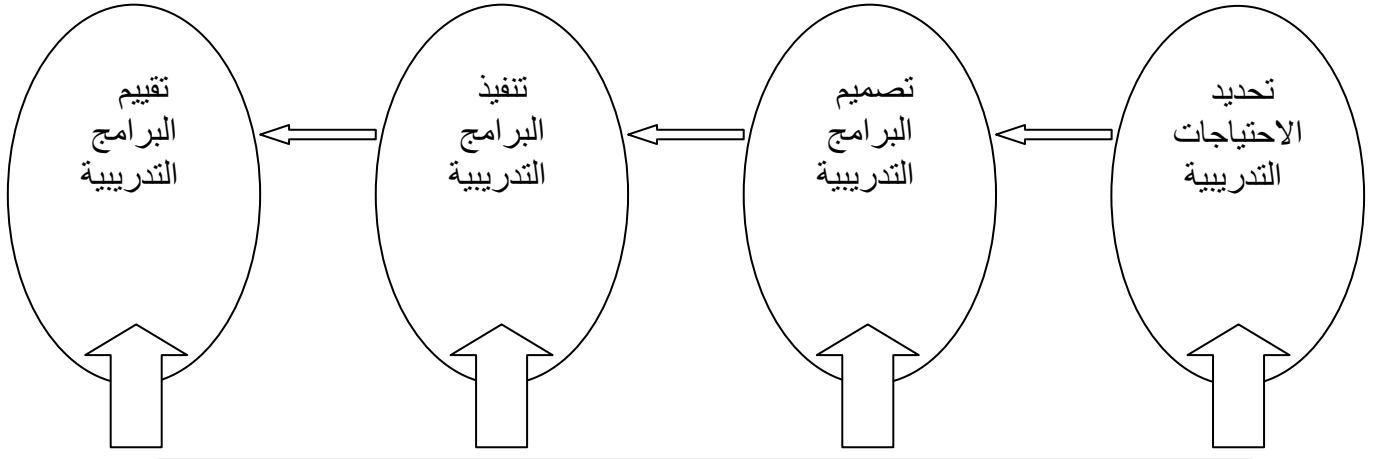 تحديد
الاحتياجات
التدريبية
تصميم
البرامج
التدريبية
تنفيذ
البرامج
التدريبية
تقييم
البرامج
التدريبية